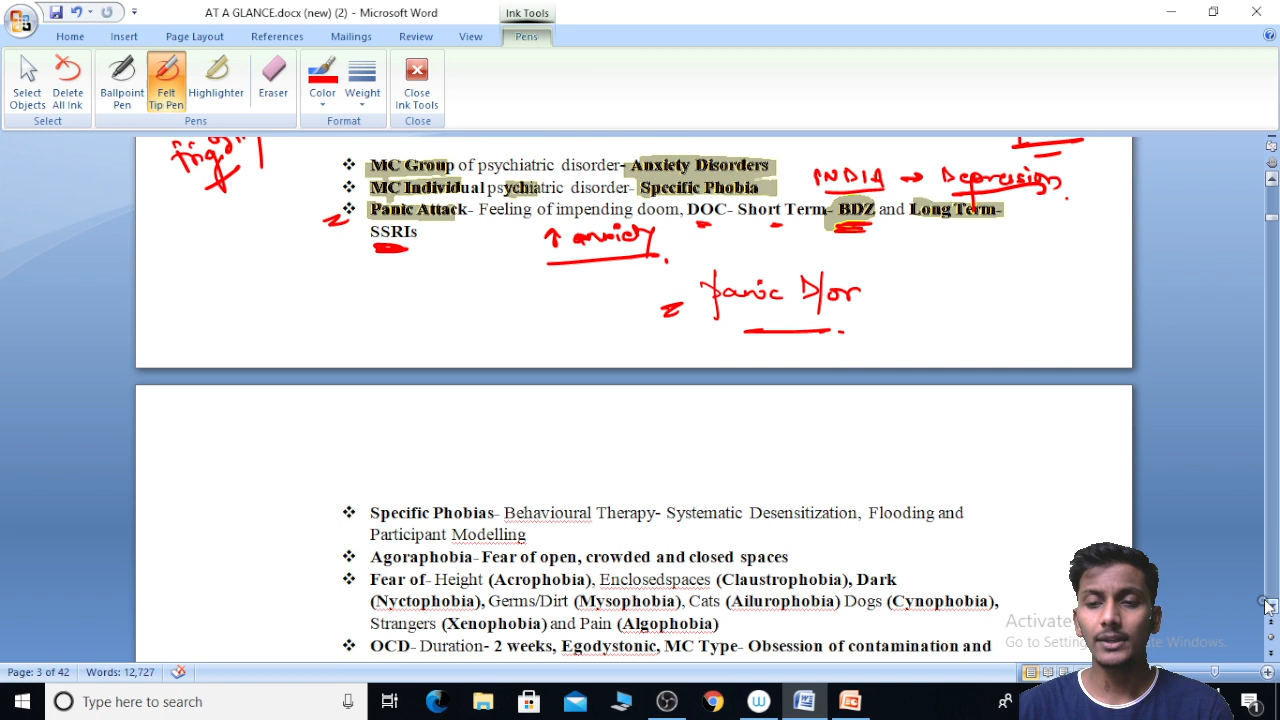 AT A GLANCE.docx (new) (2) - Microsoft Word
Ink Tools
Home Insert Page Layout References Mailings Review View Pens
Select Objects
Delete All Ink
Ballpoint Pen
Felt Tip Pen
Highlighter
Eraser
Color
Weight
Close Ink Tools
Select Pens Format Close
MC Group of psychiatric disorder- Anxiety Disorders
MC Individual psychiatric disorder- Specific Phobia
INDIA → Depression
Panic Attack- Feeling of impending doom, DOC- Short Term- BDZ and Long Term-
SSRIs
↑ anxiety
Panic D/or
Specific Phobias- Behavioural Therapy- Systematic Desensitization, Flooding and
Participant Modelling
Agoraphobia- Fear of open, crowded and closed spaces
Fear of- Height (Acrophobia), Enclosedspaces (Claustrophobia), Dark
(Nyctophobia), Germs/Dirt (Mysophobia), Cats (Ailurophobia) Dogs (Cynophobia),
Strangers (Xenophobia) and Pain (Algophobia)
OCD- Duration- 2 weeks, Egodystonic, MC Type- Obsession of contamination and
Activate
Go to Settings Windows.
Page: 3 of 42 Words: 12,727
Type here to search